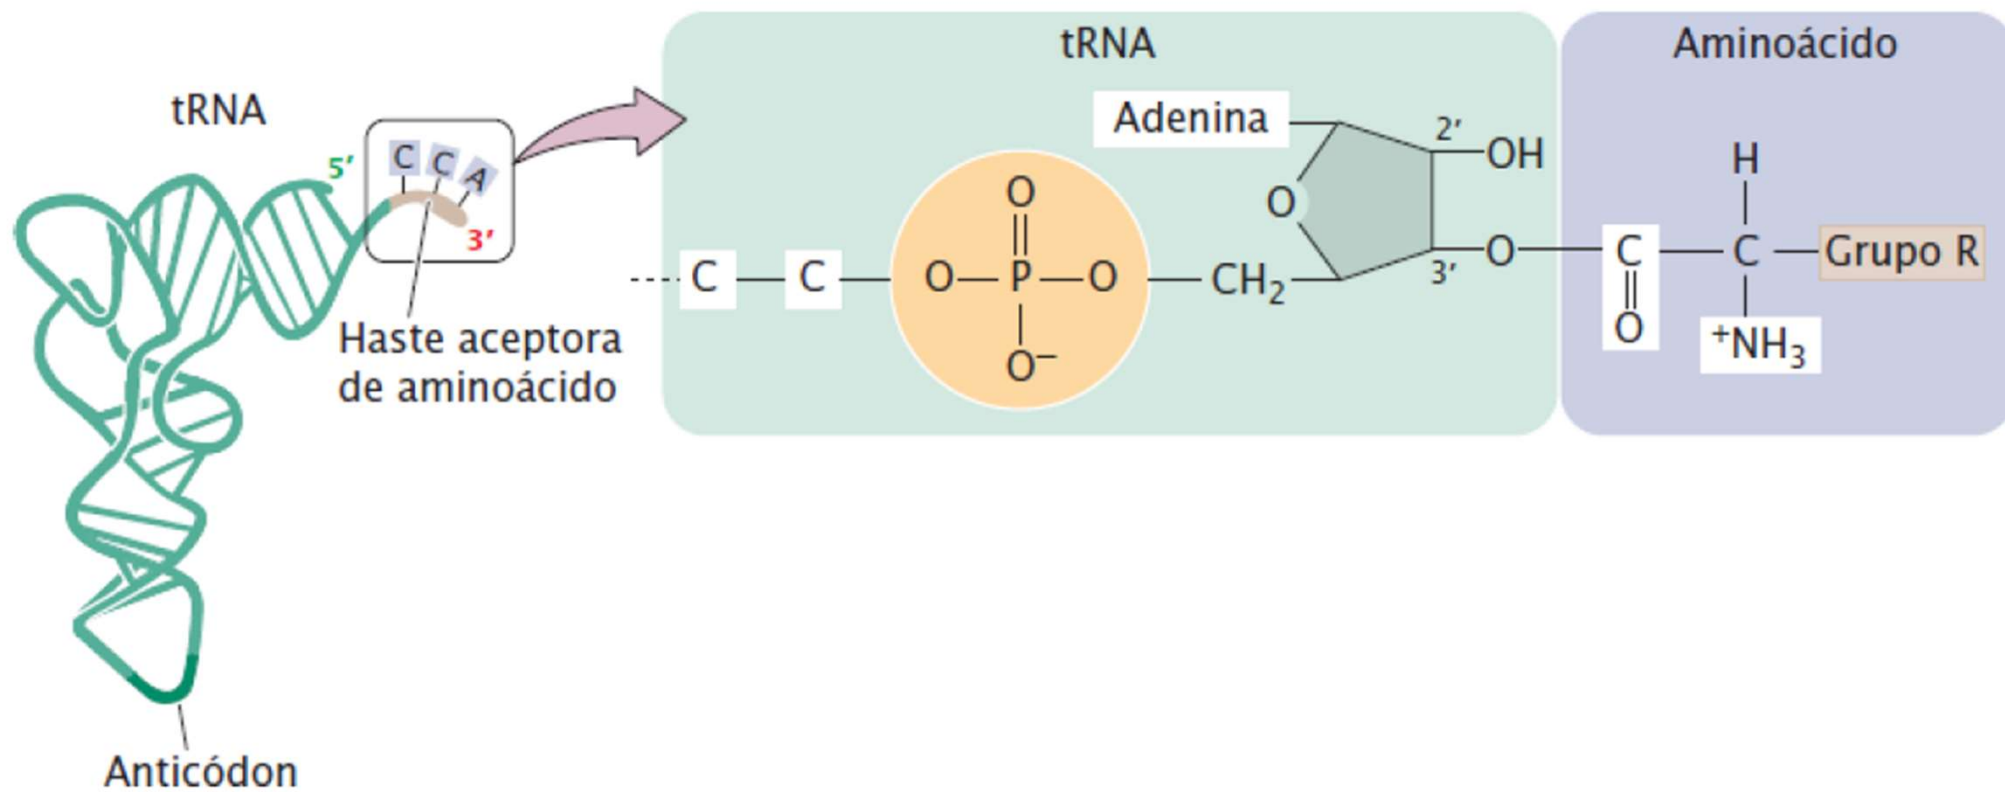 tRNA
5′
C C A
3′
Haste aceptora
de aminoácido
Anticódon
tRNA
Adenina
2′
OH
O
O
C C O P O CH₂
3′
O
O⁻
Aminoácido
H
C C Grupo R
O
⁺NH₃